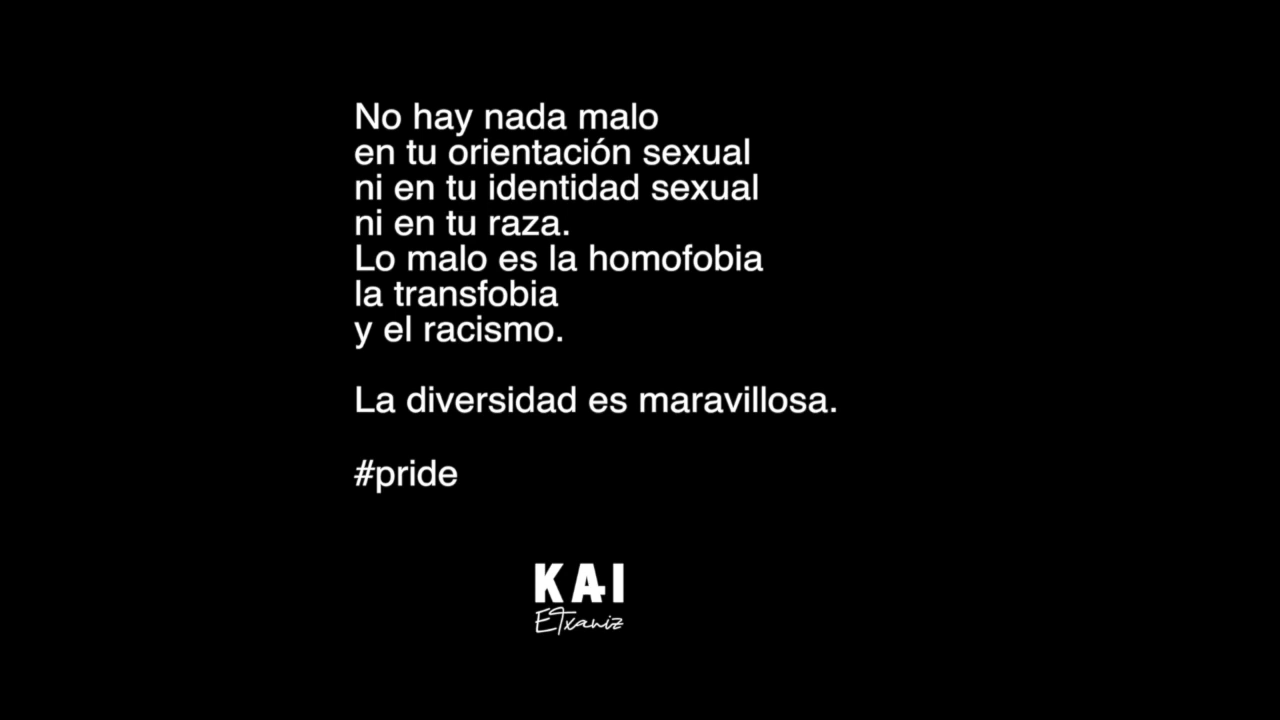 No hay nada malo
en tu orientación sexual
ni en tu identidad sexual
ni en tu raza.
Lo malo es la homofobia
la transfobia
y el racismo.
La diversidad es maravillosa.
#pride
KAI
Etxaniz